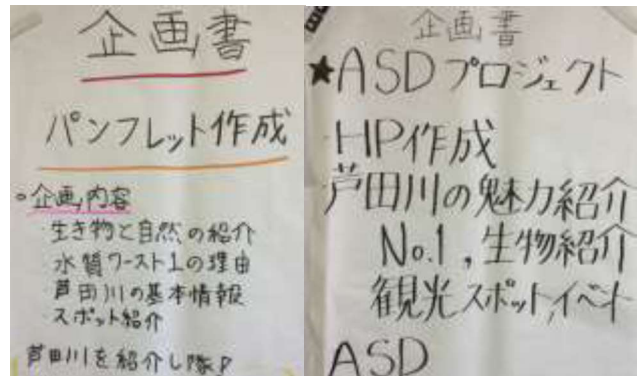 企画書
パンフレット作成
・企画内容
生き物と自然の紹介
水質ワースト1の理由
芦田川の基本情報
スポット紹介
芦田川を紹介し隊♪
企画書
★ASDプロジェクト
HP作成
芦田川の魅力紹介
No.1,生物紹介
観光スポット,イベント
ASD